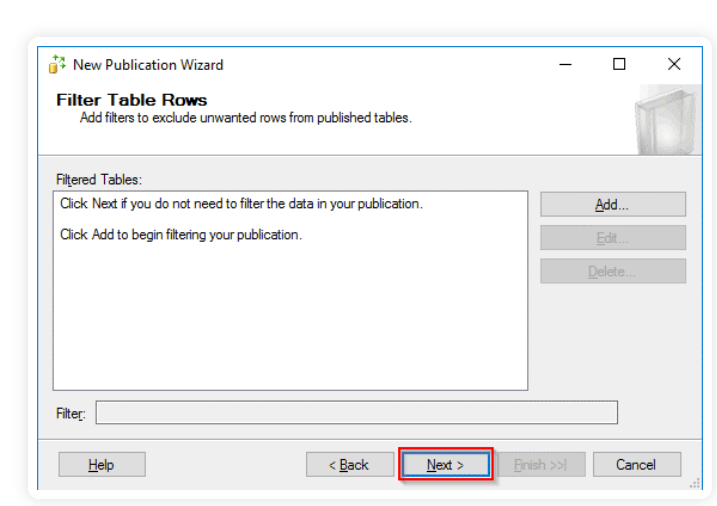 New Publication Wizard
Filter Table Rows
Add filters to exclude unwanted rows from published tables.
Filtered Tables:
Click Next if you do not need to filter the data in your publication.
Click Add to begin filtering your publication.
Add...
Edit...
Delete...
Filter:
Help
< Back
Next >
Finish >>|
Cancel